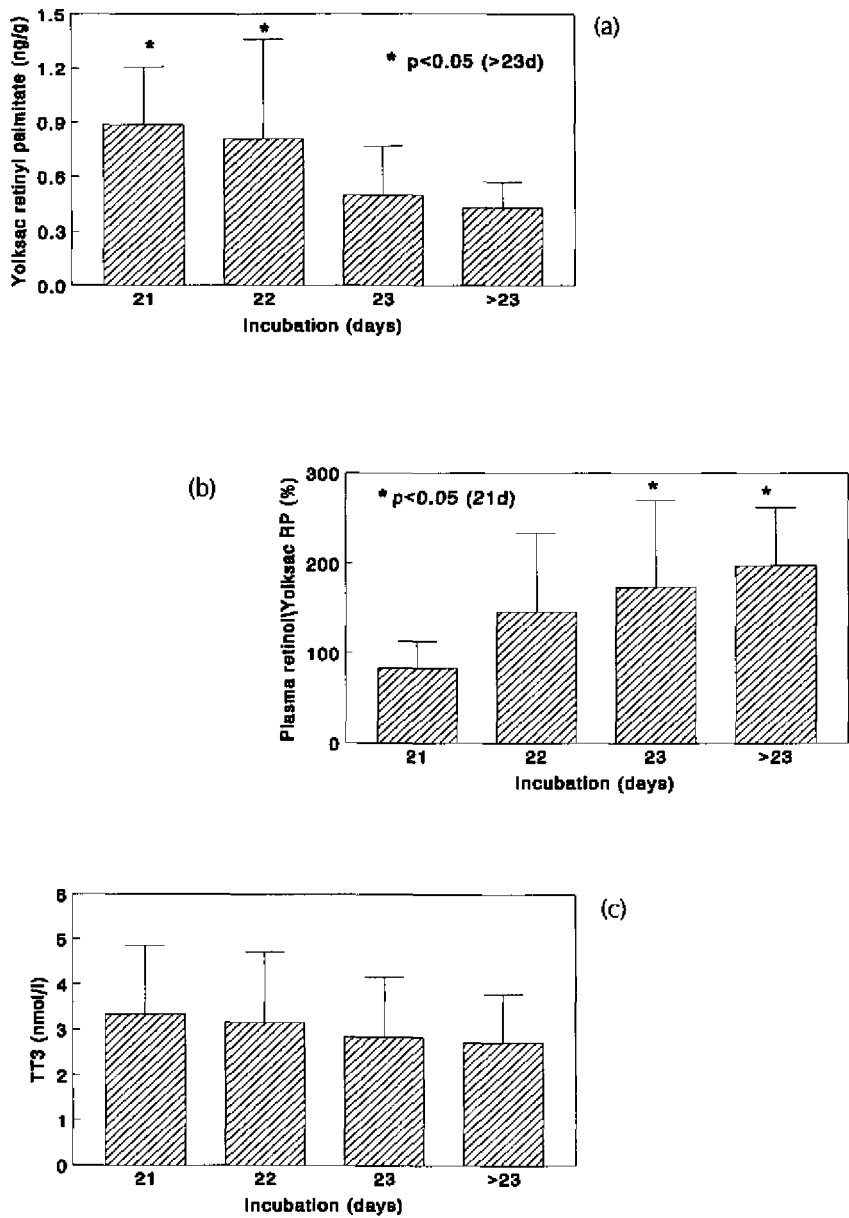 (a)
Yolksac retinyl palmitate (ng/g)
1.5
1.2
0.9
0.6
0.3
0.0
* * * p<0.05 (>23d)
21 22 23 >23
Incubation (days)
(b)
Plasma retinol\Yolksac RP (%)
300
200
100
0
* p<0.05 (21d) * *
21 22 23 >23
Incubation (days)
(c)
TT3 (nmol/l)
6
5
4
3
2
1
0
21 22 23 >23
Incubation (days)